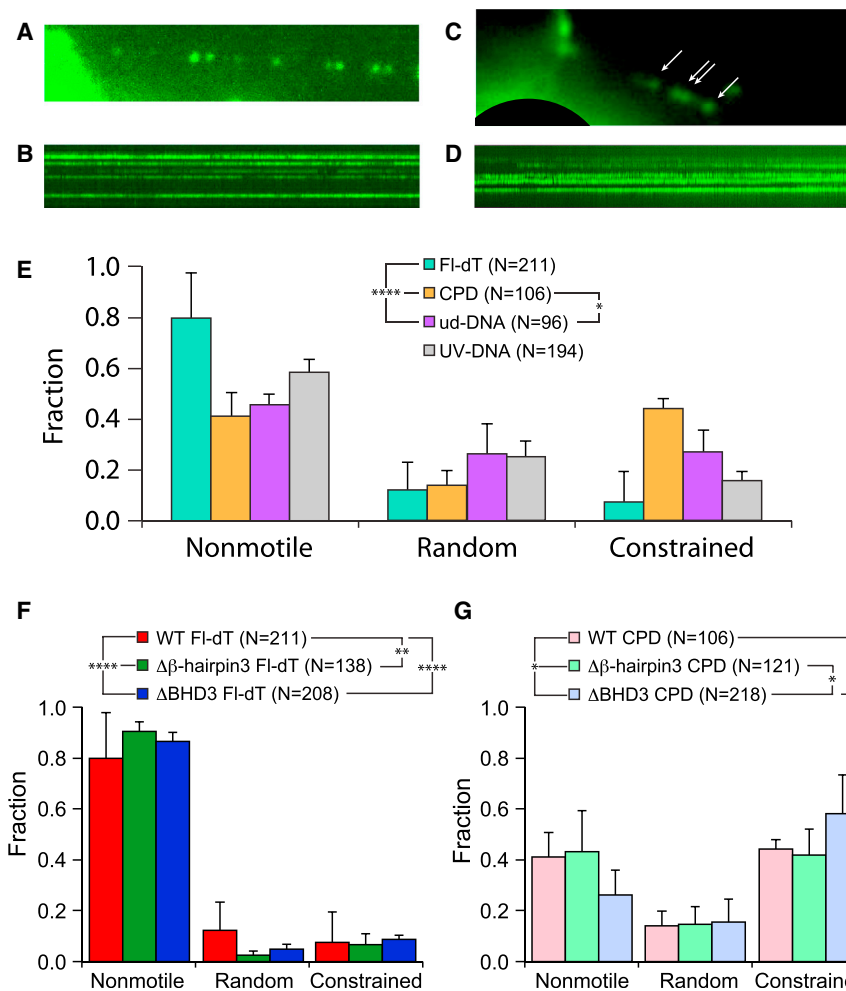 A
C
B
D
E
1.0
0.8
0.6
0.4
0.2
0.0
Fraction
Fl-dT (N=211)
**** CPD (N=106)
ud-DNA (N=96) *
UV-DNA (N=194)
Nonmotile Random Constrained
F
WT Fl-dT (N=211)
**
**** Δβ-hairpin3 Fl-dT (N=138) ****
ΔBHD3 Fl-dT (N=208)
1.0
0.8
0.6
0.4
0.2
0.0
Fraction
Nonmotile Random Constrained
G
WT CPD (N=106)
* Δβ-hairpin3 CPD (N=121)
*
ΔBHD3 CPD (N=218)
1.0
0.8
0.6
0.4
0.2
0.0
Fraction
Nonmotile Random Constraine